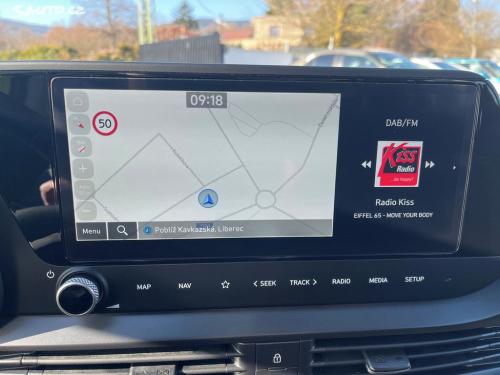 S AUTO.CZ
09:18
50
DAB/FM
Kiss
Radio
Radio Kiss
EIFFEL 65 - MOVE YOUR BODY
Menu
Poblíž Kavkazská, Liberec
MAP
NAV
< SEEK
TRACK >
RADIO
MEDIA
SETUP